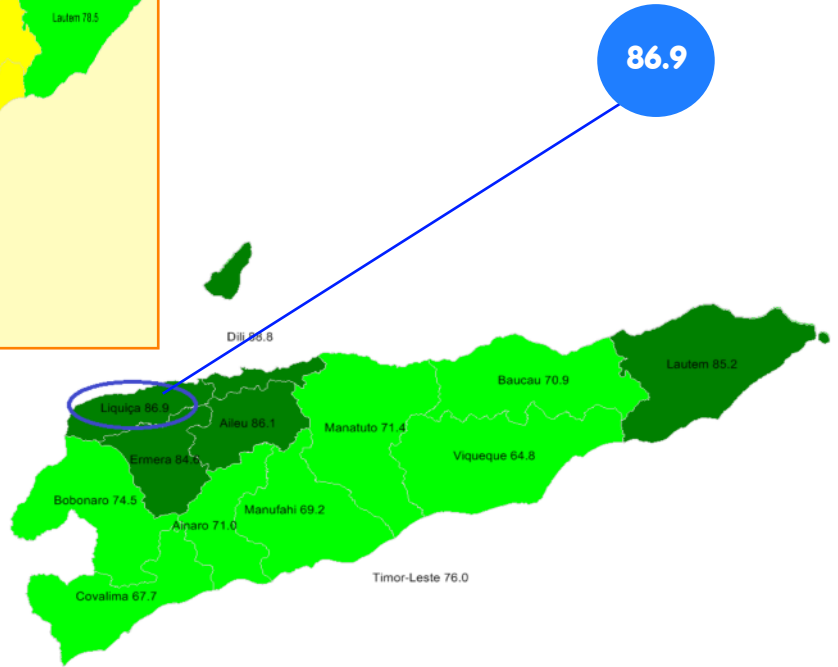 Lautem 78.5
86.9
Dili 88.8
Lautem 85.2
Baucau 70.9
Liquiça 86.9
Aileu 86.1
Manatuto 71.4
Viqueque 64.8
Ermera 84.6
Bobonaro 74.5
Manufahi 69.2
Ainaro 71.0
Timor-Leste 76.0
Covalima 67.7